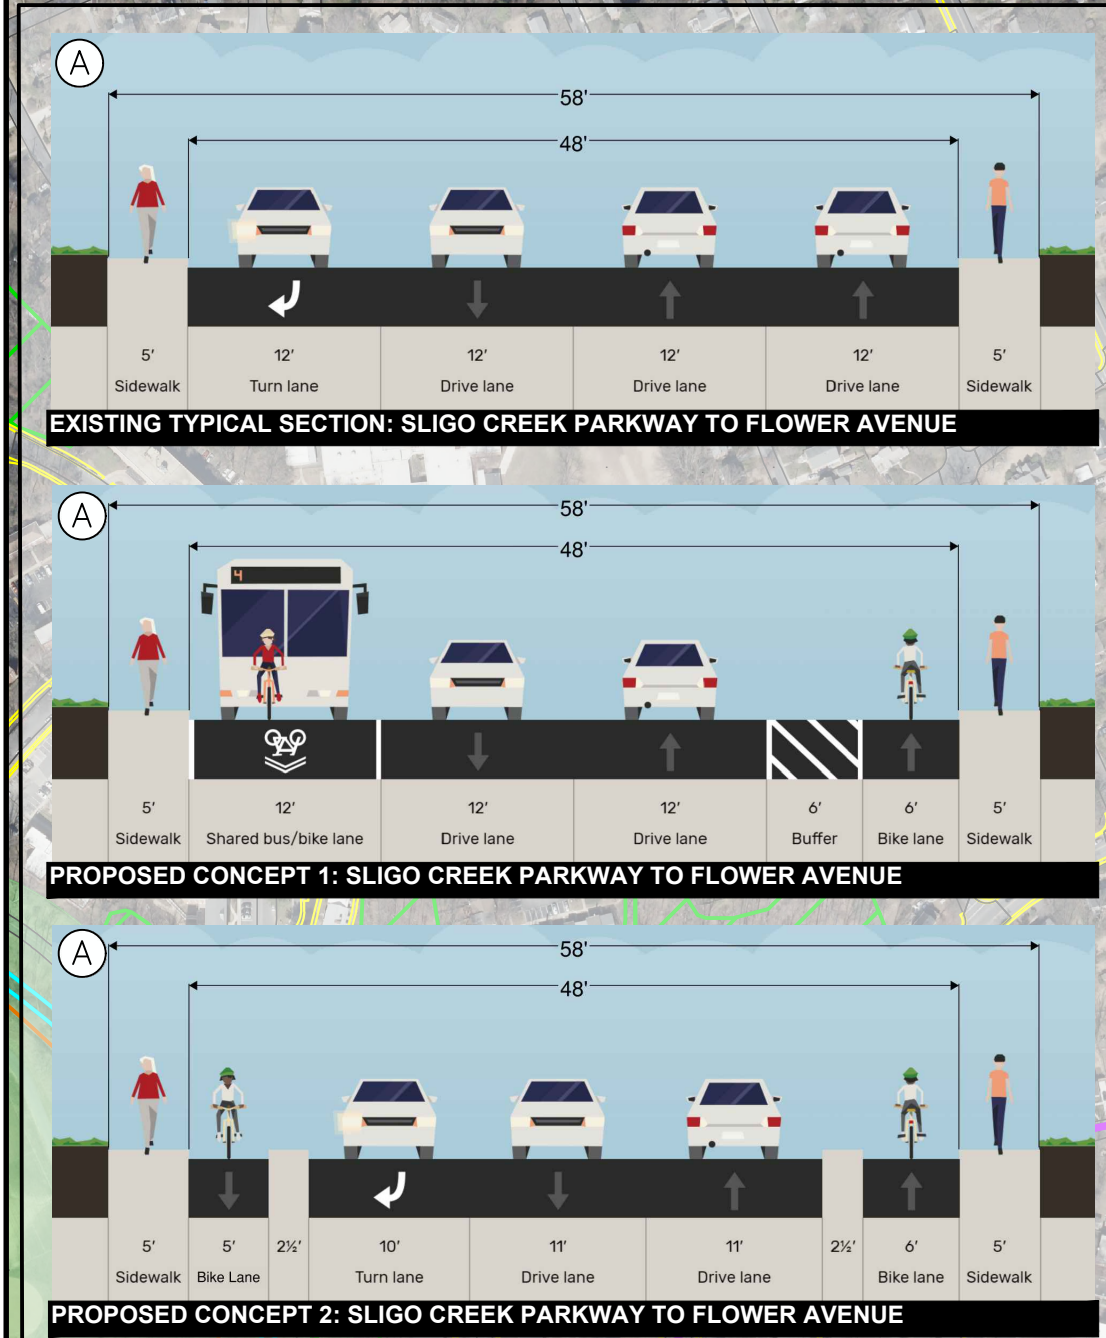 A
58'
48'
5' 12' 12' 12' 12' 5'
Sidewalk Turn lane Drive lane Drive lane Drive lane Sidewalk
EXISTING TYPICAL SECTION: SLIGO CREEK PARKWAY TO FLOWER AVENUE
A
58'
48'
4
5' 12' 12' 12' 6' 6' 5'
Sidewalk Shared bus/bike lane Drive lane Drive lane Buffer Bike lane Sidewalk
PROPOSED CONCEPT 1: SLIGO CREEK PARKWAY TO FLOWER AVENUE
A
58'
48'
5' 5' 2½' 10' 11' 11' 2½' 6' 5'
Sidewalk Bike Lane Turn lane Drive lane Drive lane Bike lane Sidewalk
PROPOSED CONCEPT 2: SLIGO CREEK PARKWAY TO FLOWER AVENUE